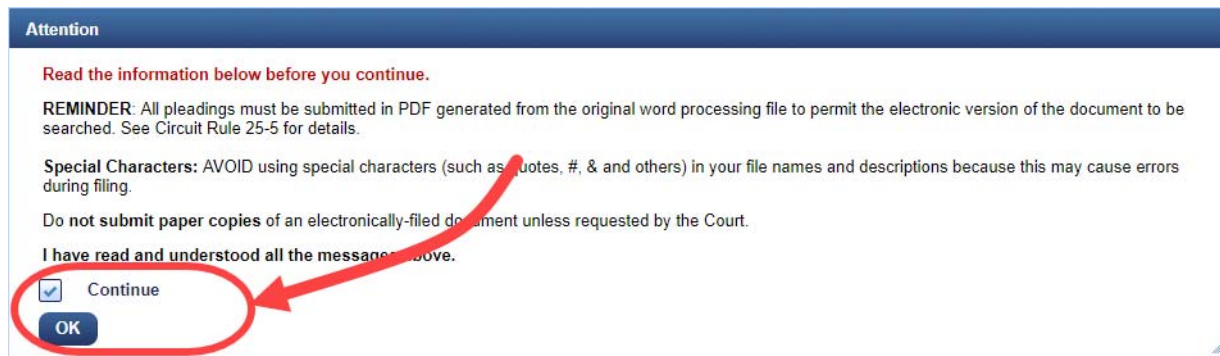 Attention
Read the information below before you continue.
REMINDER: All pleadings must be submitted in PDF generated from the original word processing file to permit the electronic version of the document to be
searched. See Circuit Rule 25-5 for details.
Special Characters: AVOID using special characters (such as quotes, #, & and others) in your file names and descriptions because this may cause errors
during filing.
Do not submit paper copies of an electronically-filed document unless requested by the Court.
I have read and understood all the messages above.
Continue
OK